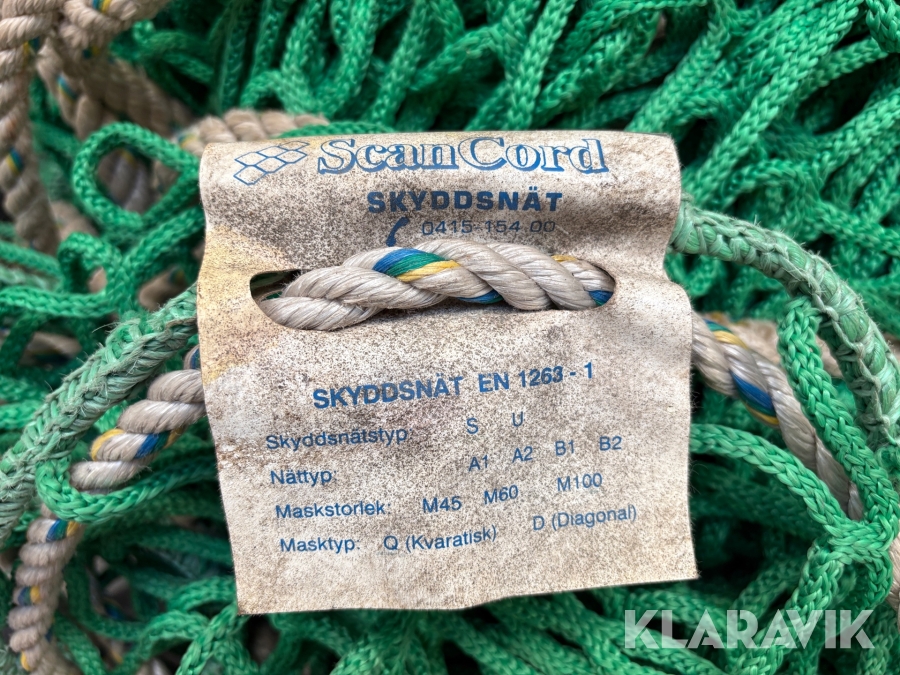 ScanCord
SKYDDSNÄT
0415-154 00
SKYDDSNÄT EN 1263-1
Skyddsnätstyp: S U
Nättyp: A1 A2 B1 B2
Maskstorlek: M45 M60 M100
Masktyp: Q (Kvaratisk) D (Diagonal)
KLARAVIK